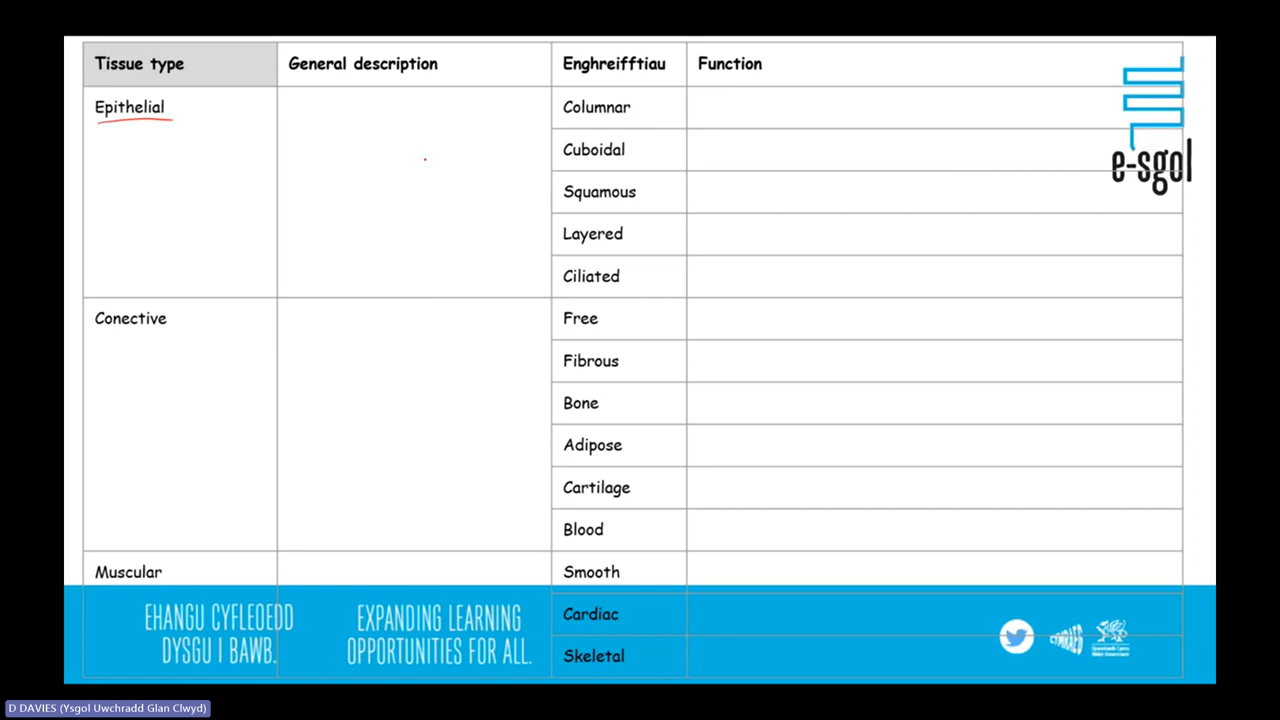 Tissue type General description Enghreifftiau Function
Epithelial Columnar
Cuboidal
e-sgol
Squamous
Layered
Ciliated
Conective Free
Fibrous
Bone
Adipose
Cartilage
Blood
Muscular Smooth
EHANGU CYFLEOEDD EXPANDING LEARNING Cardiac
DYSGU I BAWB. OPPORTUNITIES FOR ALL.
CYMRAEG
Skeletal
D DAVIES (Ysgol Uwchradd Glan Clwyd)